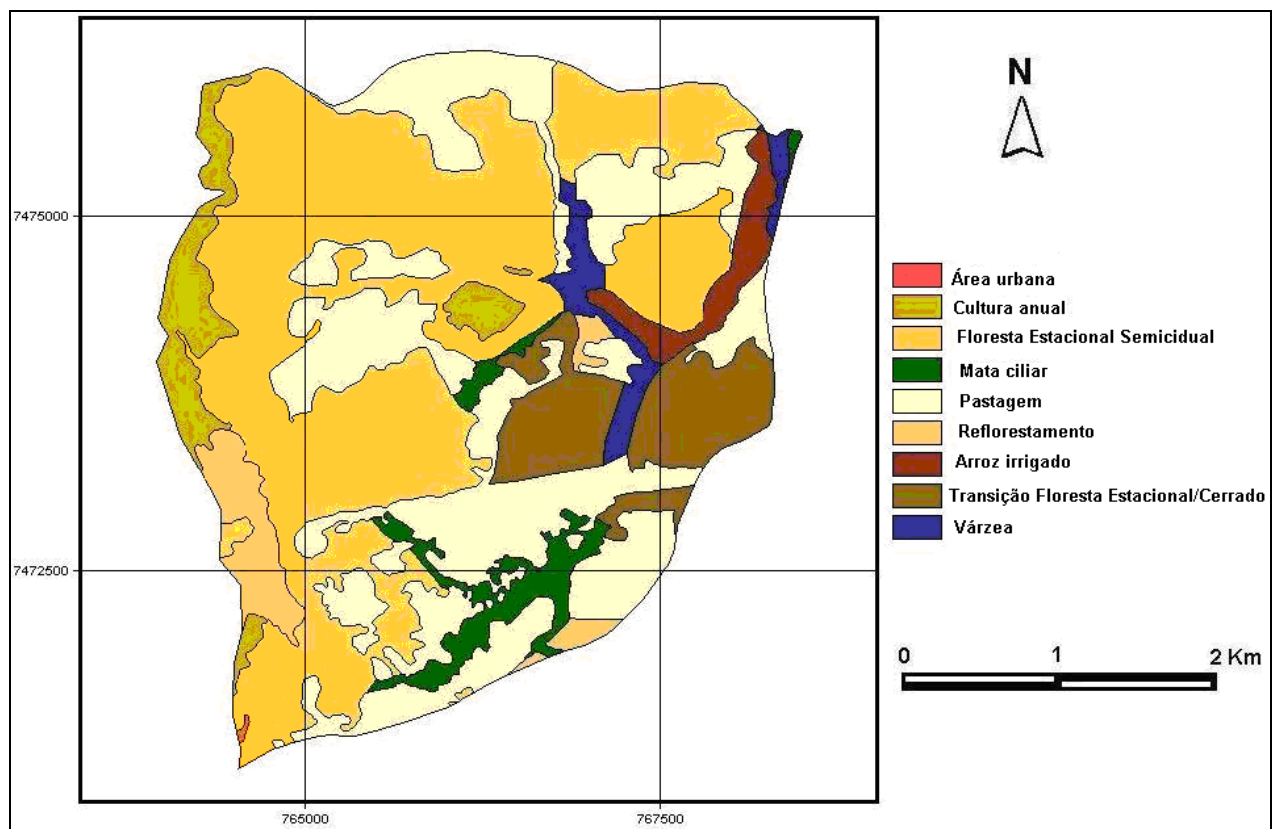 N
7475000
7472500
765000
767500
Área urbana
Cultura anual
Floresta Estacional Semicidual
Mata ciliar
Pastagem
Reflorestamento
Arroz irrigado
Transição Floresta Estacional/Cerrado
Várzea
0 1 2 Km